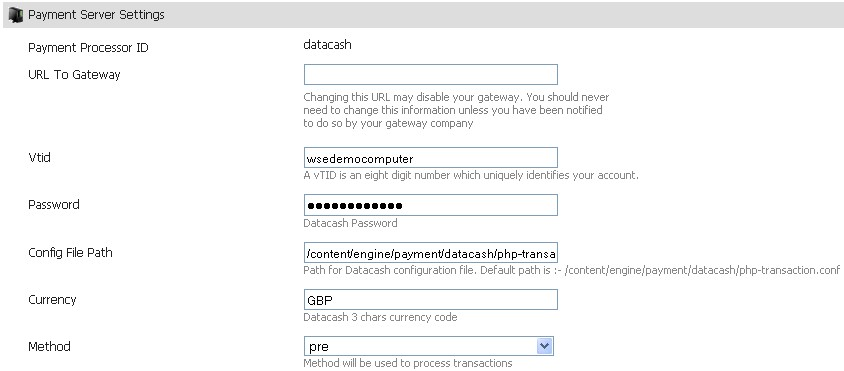 Payment Server Settings
Payment Processor ID datacash
URL To Gateway
Changing this URL may disable your gateway. You should never
need to change this information unless you have been notified
to do so by your gateway company
Vtid wsedemocomputer
A vTID is an eight digit number which uniquely identifies your account.
Password ●●●●●●●●●●●●
Datacash Password
Config File Path /content/engine/payment/datacash/php-transa
Path for Datacash configuration file. Default path is :- /content/engine/payment/datacash/php-transaction.conf
Currency GBP
Datacash 3 chars currency code
Method pre
Method will be used to process transactions